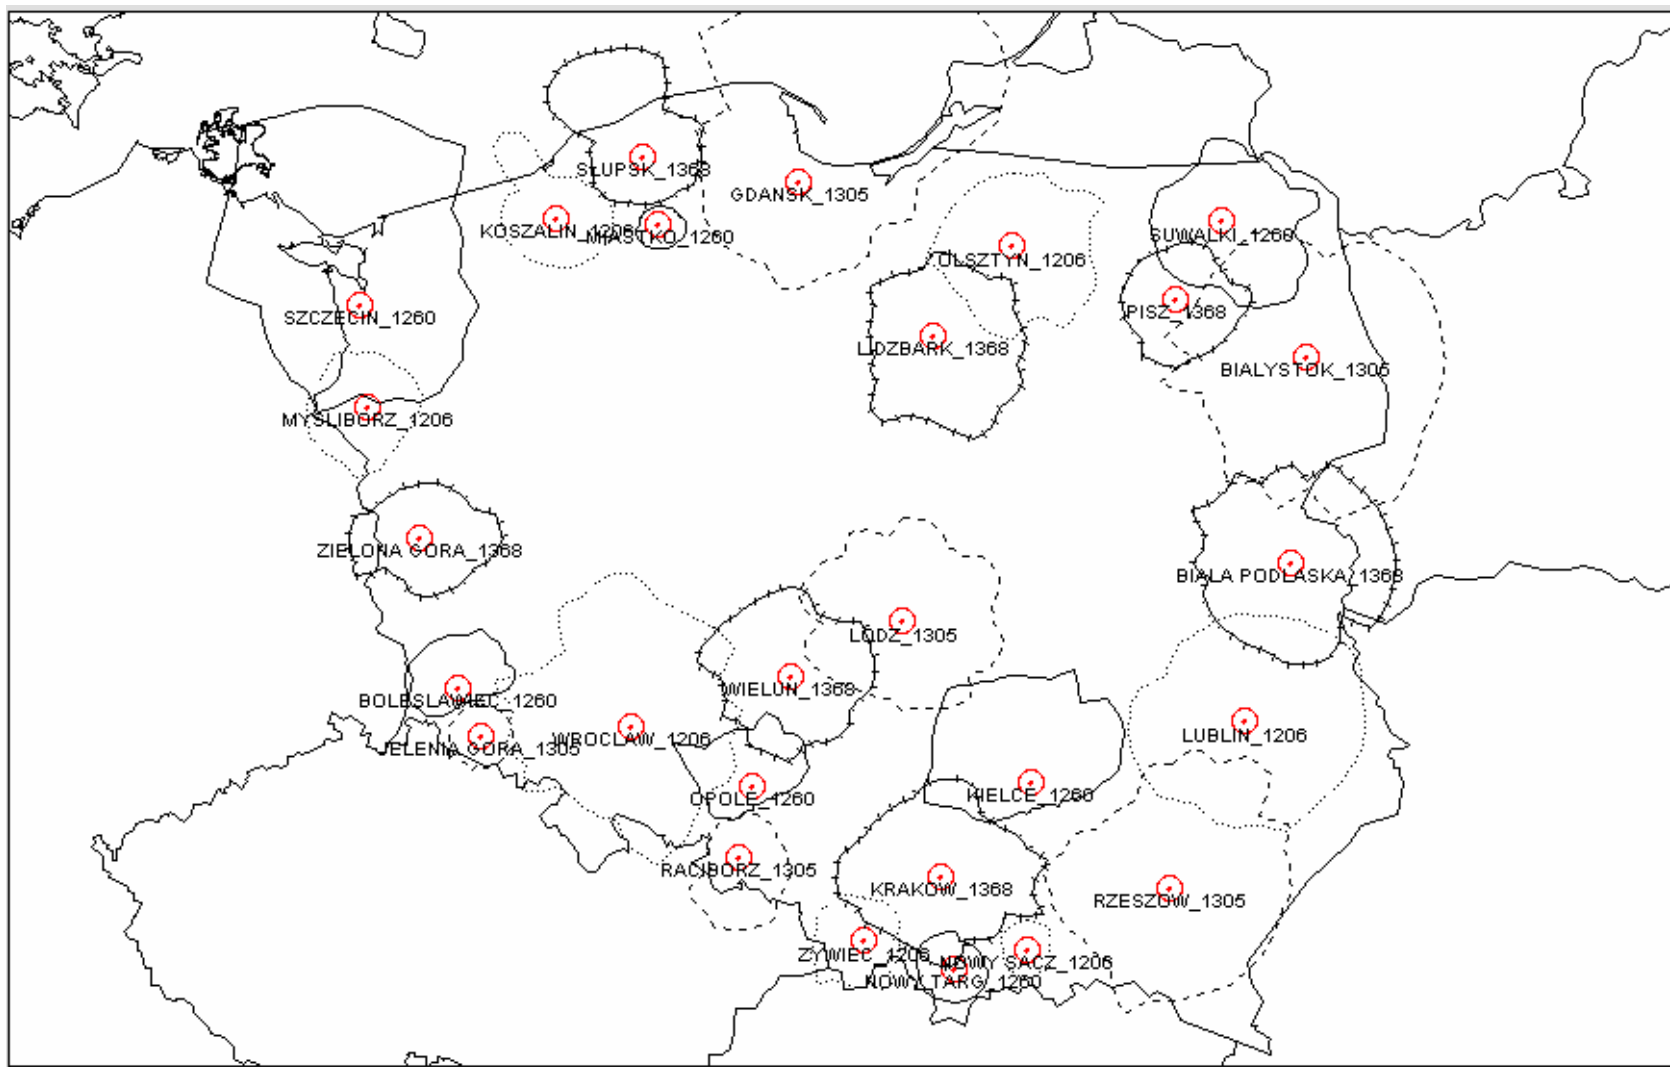 SŁUPSK_1368
GDANSK_1305
KOSZALIN_1206
MIASTKO_1260
SUWALKI_1260
OLSZTYN_1206
SZCZECIN_1260
PISZ_1368
LIDZBARK_1368
BIALYSTOK_1305
MYSLIBORZ_1206
ZIELONA GORA_1368
BIALA PODLASKA_1368
LODZ_1305
WIELUN_1368
BOLESLAWIEC_1260
JELENIA GORA_1305
WROCLAW_1206
LUBLIN_1206
OPOLE_1260
KIELCE_1260
RACIBORZ_1305
KRAKOW_1368
RZESZOW_1305
ZYWIEC_1206
NOWY SACZ_1206
NOWY TARG_1260